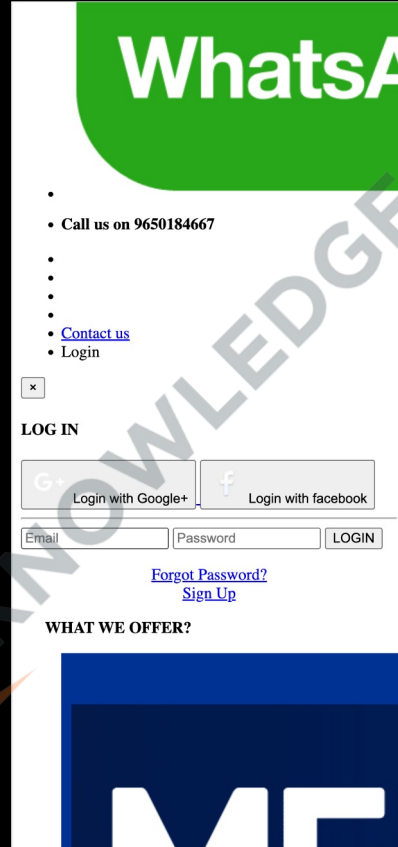 WhatsA
Call us on 9650184667
Contact us
Login
×
LOG IN
G+ Login with Google+ f Login with facebook
Email Password LOGIN
Forgot Password?
Sign Up
WHAT WE OFFER?
KNOWLEDGE